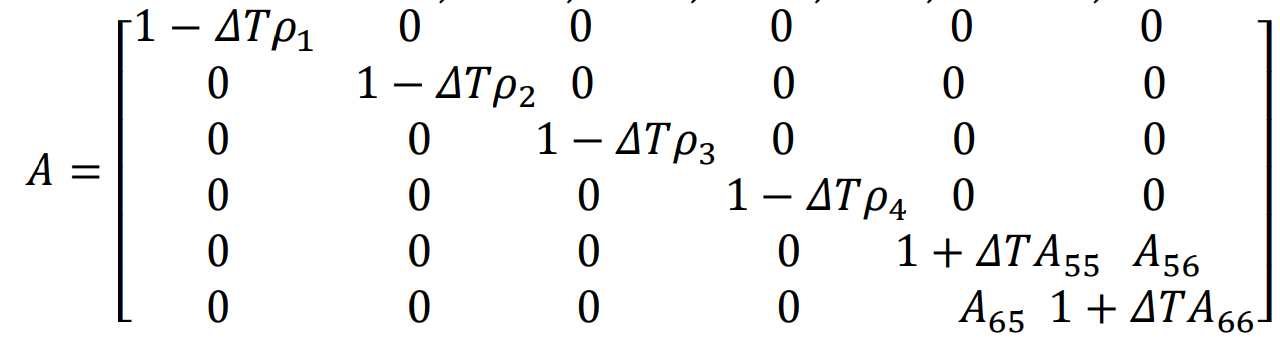 1 − ΔTρ₁ 0 0 0 0 0
0 1 − ΔTρ₂ 0 0 0 0
0 0 1 − ΔTρ₃ 0 0 0
A = 0 0 0 1 − ΔTρ₄ 0 0
0 0 0 0 1 + ΔTA₅₅ A₅₆
0 0 0 0 A₆₅ 1 + ΔTA₆₆